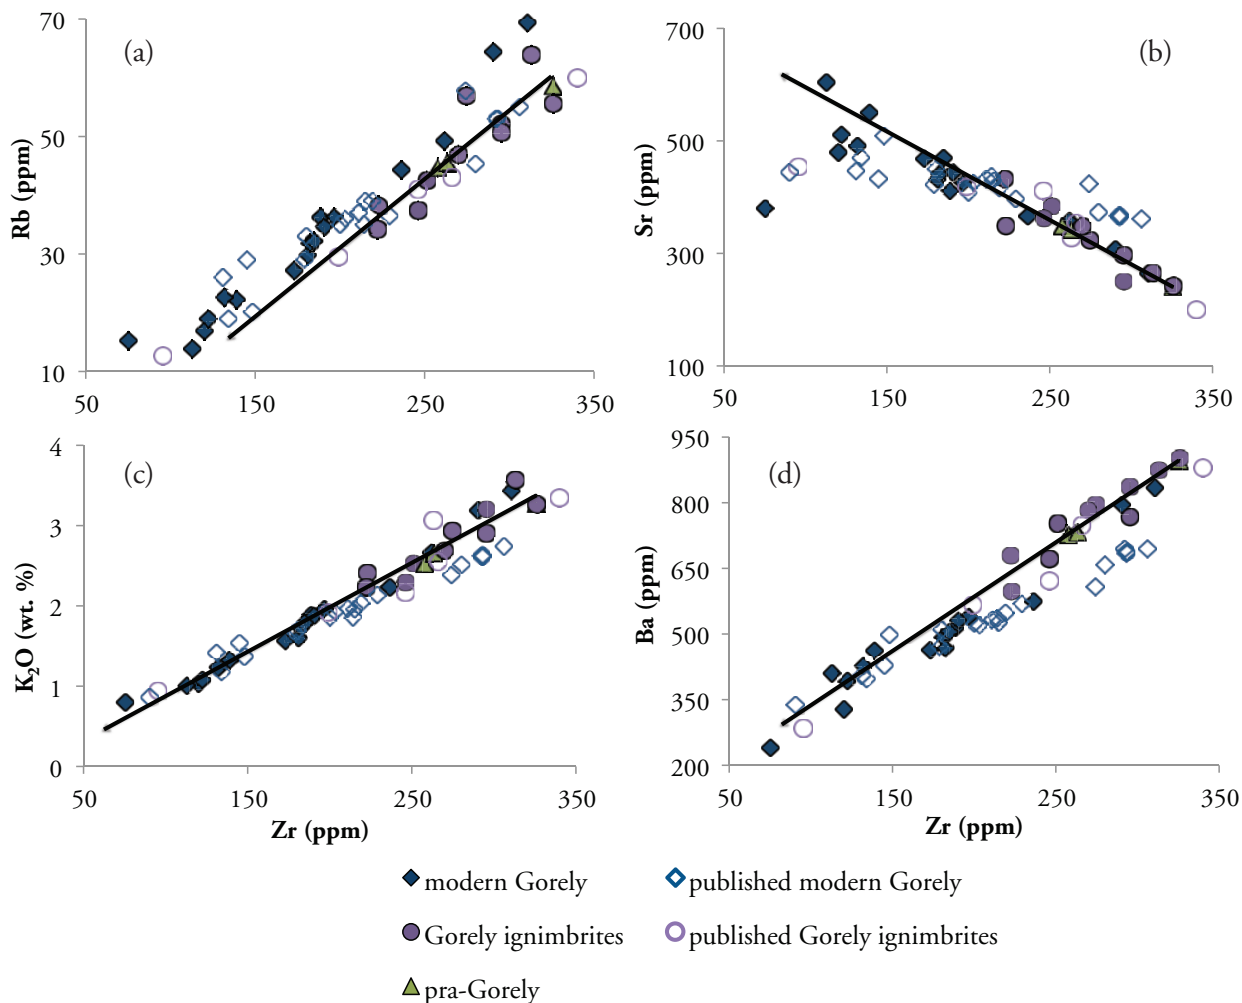 (a)
70
50
30
10
Rb (ppm)
50 150 250 350
(b)
700
500
300
100
Sr (ppm)
50 150 250 350
(c)
4
3
2
1
0
K₂O (wt. %)
50 150 250 350
Zr (ppm)
(d)
950
800
650
500
350
200
Ba (ppm)
50 150 250 350
Zr (ppm)
modern Gorely
published modern Gorely
Gorely ignimbrites
published Gorely ignimbrites
pra-Gorely